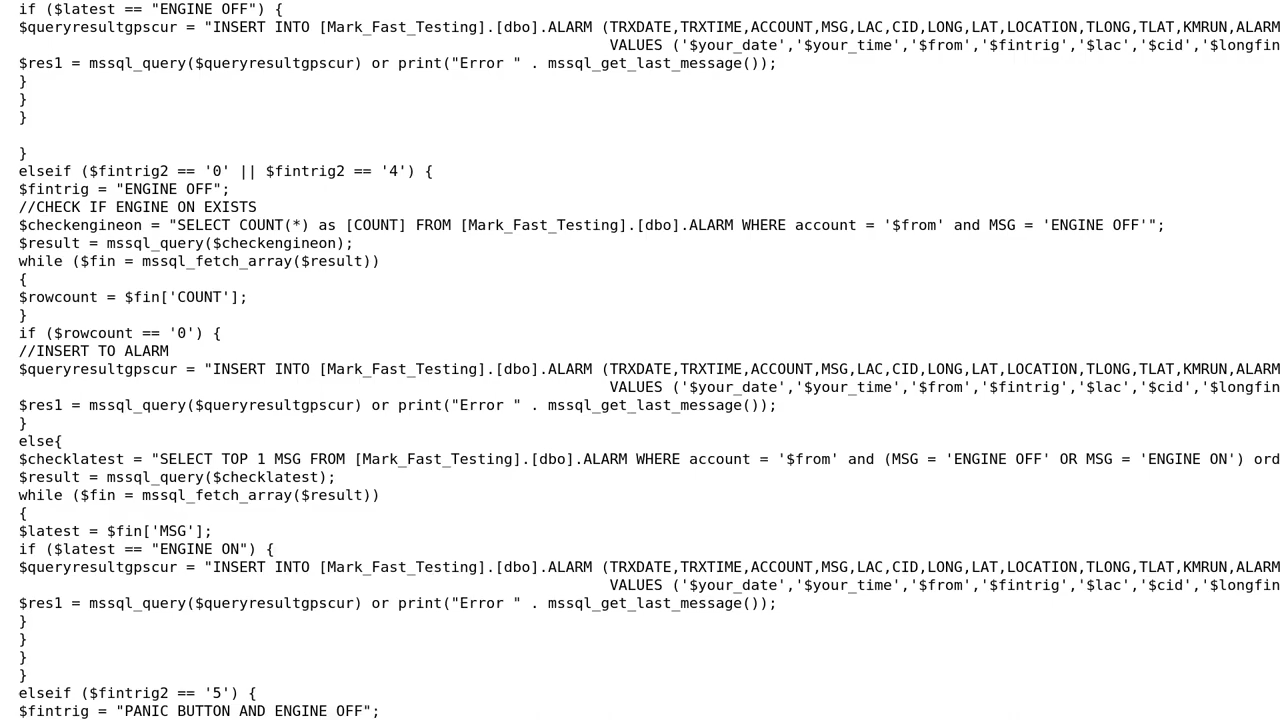 if ($latest == "ENGINE OFF") {
$queryresultgpscur = "INSERT INTO [Mark_Fast_Testing].[dbo].ALARM (TRXDATE,TRXTIME,ACCOUNT,MSG,LAC,CID,LONG,LAT,LOCATION,TLONG,TLAT,KMRUN,ALARM
VALUES ('$your_date','$your_time','$from','$fintrig','$lac','$cid','$longfin
$res1 = mssql_query($queryresultgpscur) or print("Error " . mssql_get_last_message());
}
}
}
}
elseif ($fintrig2 == '0' || $fintrig2 == '4') {
$fintrig = "ENGINE OFF";
//CHECK IF ENGINE ON EXISTS
$checkengineon = "SELECT COUNT(*) as [COUNT] FROM [Mark_Fast_Testing].[dbo].ALARM WHERE account = '$from' and MSG = 'ENGINE OFF'";
$result = mssql_query($checkengineon);
while ($fin = mssql_fetch_array($result))
{
$rowcount = $fin['COUNT'];
}
if ($rowcount == '0') {
//INSERT TO ALARM
$queryresultgpscur = "INSERT INTO [Mark_Fast_Testing].[dbo].ALARM (TRXDATE,TRXTIME,ACCOUNT,MSG,LAC,CID,LONG,LAT,LOCATION,TLONG,TLAT,KMRUN,ALARM
VALUES ('$your_date','$your_time','$from','$fintrig','$lac','$cid','$longfin
$res1 = mssql_query($queryresultgpscur) or print("Error " . mssql_get_last_message());
}
else{
$checklatest = "SELECT TOP 1 MSG FROM [Mark_Fast_Testing].[dbo].ALARM WHERE account = '$from' and (MSG = 'ENGINE OFF' OR MSG = 'ENGINE ON') ord
$result = mssql_query($checklatest);
while ($fin = mssql_fetch_array($result))
{
$latest = $fin['MSG'];
if ($latest == "ENGINE ON") {
$queryresultgpscur = "INSERT INTO [Mark_Fast_Testing].[dbo].ALARM (TRXDATE,TRXTIME,ACCOUNT,MSG,LAC,CID,LONG,LAT,LOCATION,TLONG,TLAT,KMRUN,ALARM
VALUES ('$your_date','$your_time','$from','$fintrig','$lac','$cid','$longfin
$res1 = mssql_query($queryresultgpscur) or print("Error " . mssql_get_last_message());
}
}
}
}
elseif ($fintrig2 == '5') {
$fintrig = "PANIC BUTTON AND ENGINE OFF";